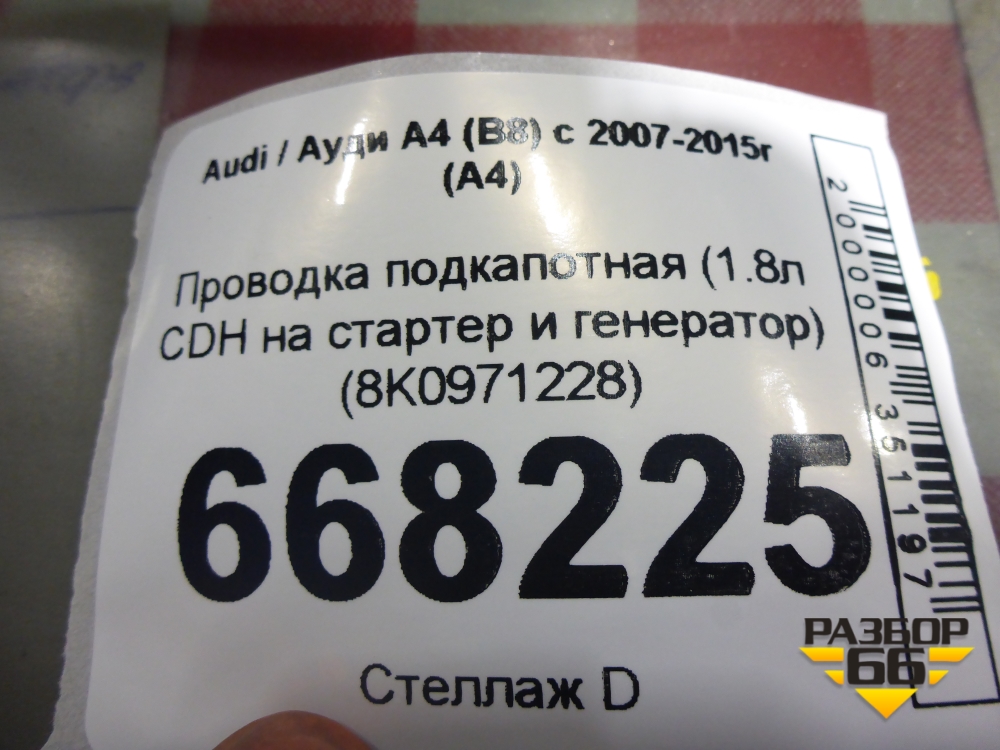 Audi / Ауди А4 (B8) с 2007-2015г
(A4)
Проводка подкапотная (1.8л
CDH на стартер и генератор)
(8K0971228)
668225
Стеллаж D
2000006351197
РАЗБОР
66